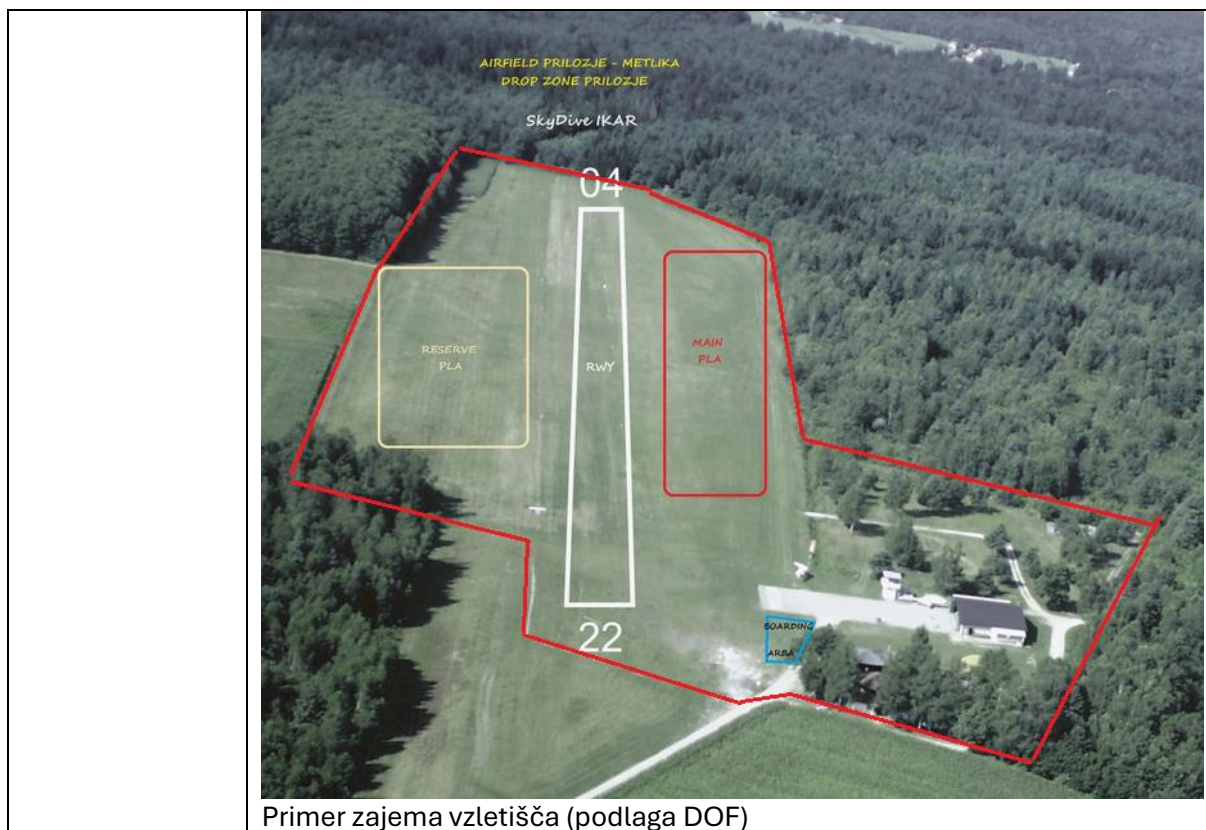 AIRFIELD PRILOZJE - METLIKA
DROP ZONE PRILOZJE
SkyDive IKAR
04
RESERVE
PLA
RWY
MAIN
PLA
22
BOARDING
AREA
Primer zajema vzletišča (podlaga DOF)